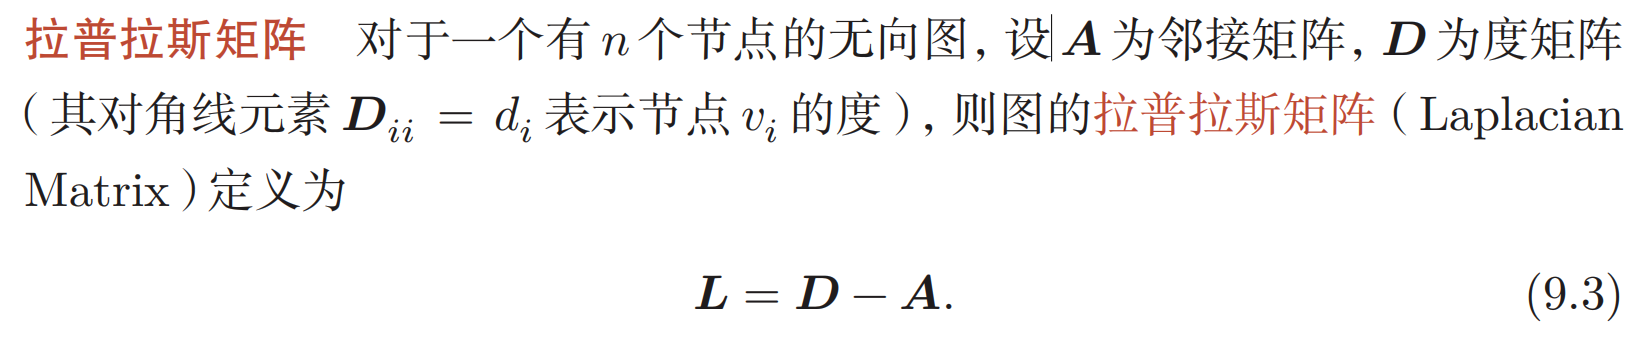 拉普拉斯矩阵 对于一个有 n 个节点的无向图, 设 A 为邻接矩阵, D 为度矩阵
(其对角线元素 D_{ii} = d_i 表示节点 v_i 的度), 则图的拉普拉斯矩阵(Laplacian
Matrix)定义为
L = D − A. (9.3)